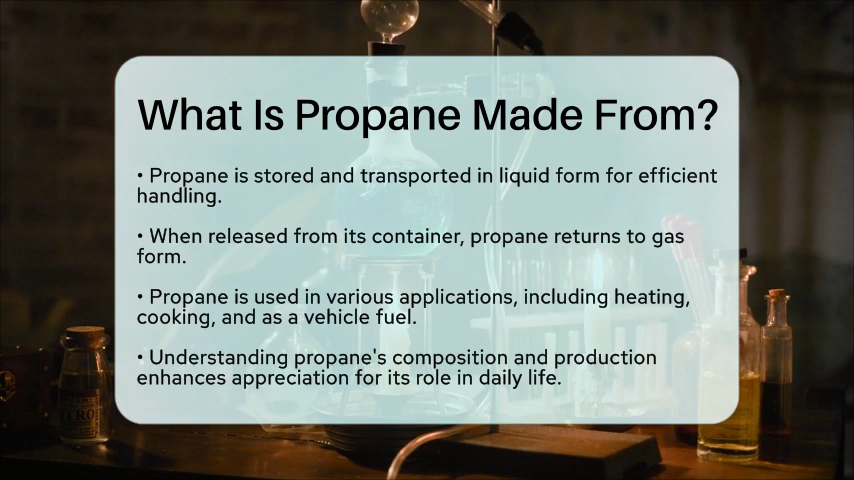 What Is Propane Made From?
• Propane is stored and transported in liquid form for efficient
handling.
• When released from its container, propane returns to gas
form.
• Propane is used in various applications, including heating,
cooking, and as a vehicle fuel.
• Understanding propane's composition and production
enhances appreciation for its role in daily life.